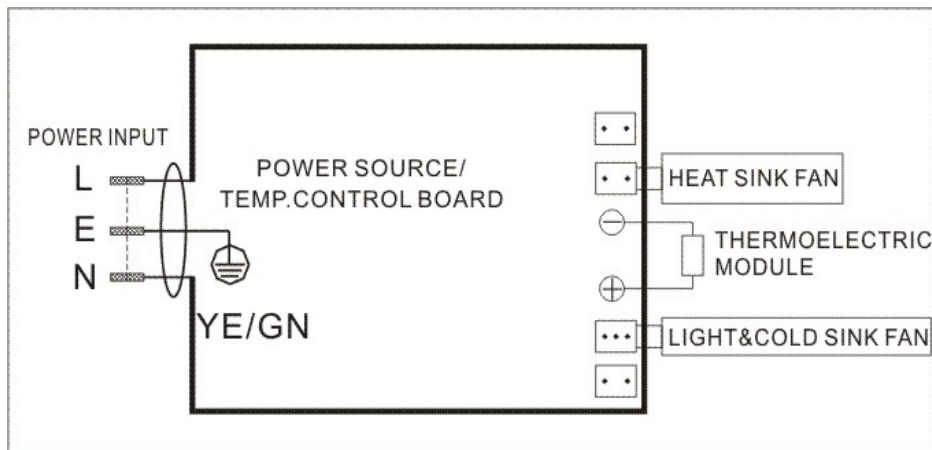 POWER INPUT
L
E
N
YE/GN
POWER SOURCE/
TEMP.CONTROL BOARD
HEAT SINK FAN
THERMOELECTRIC
MODULE
LIGHT&COLD SINK FAN